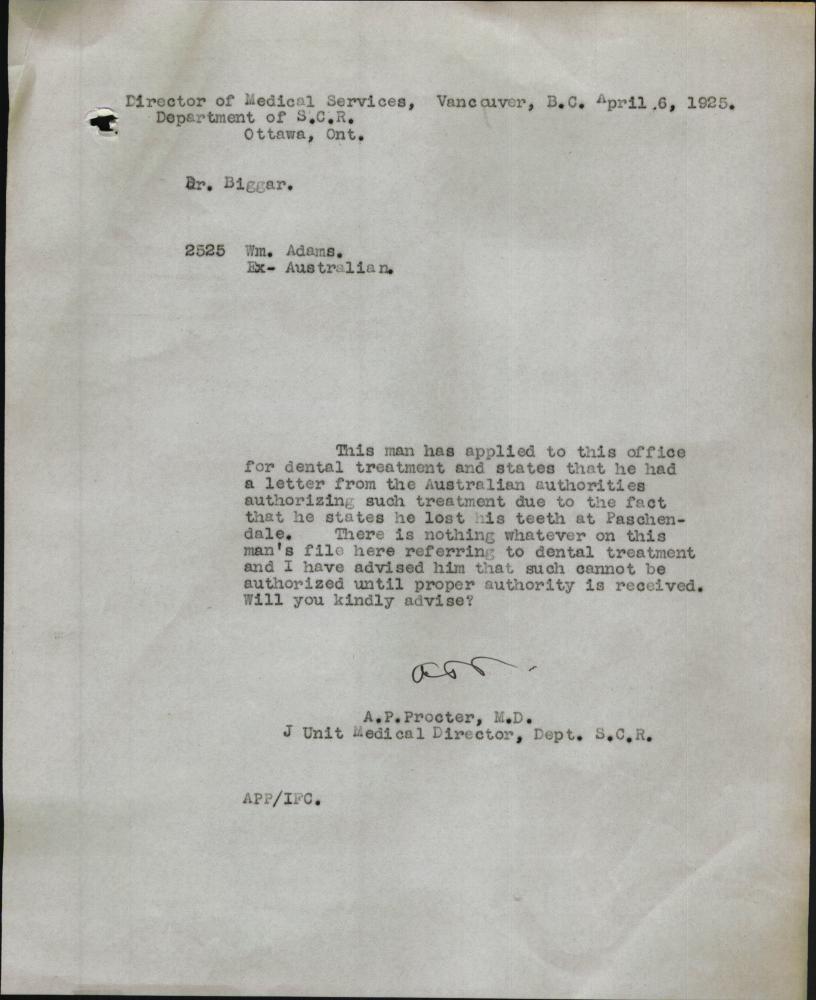 Director of Medical Services, Vancouver, B.C. April 6, 1925.
Department of S.C.R.
Ottawa, Ont.
Dr. Biggar.
2525 Wm. Adams.
Ex- Australian.
This man has applied to this office
for dental treatment and states that he had
a letter from the Australian authorities
authorizing such treatment due to the fact
that he states he lost his teeth at Paschen-
dale. There is nothing whatever on this
man's file here referring to dental treatment
and I have advised him that such cannot be
authorized until proper authority is received.
Will you kindly advise?
A.P.Procter, M.D.
J Unit Medical Director, Dept. S.C.R.
APP/IFC.